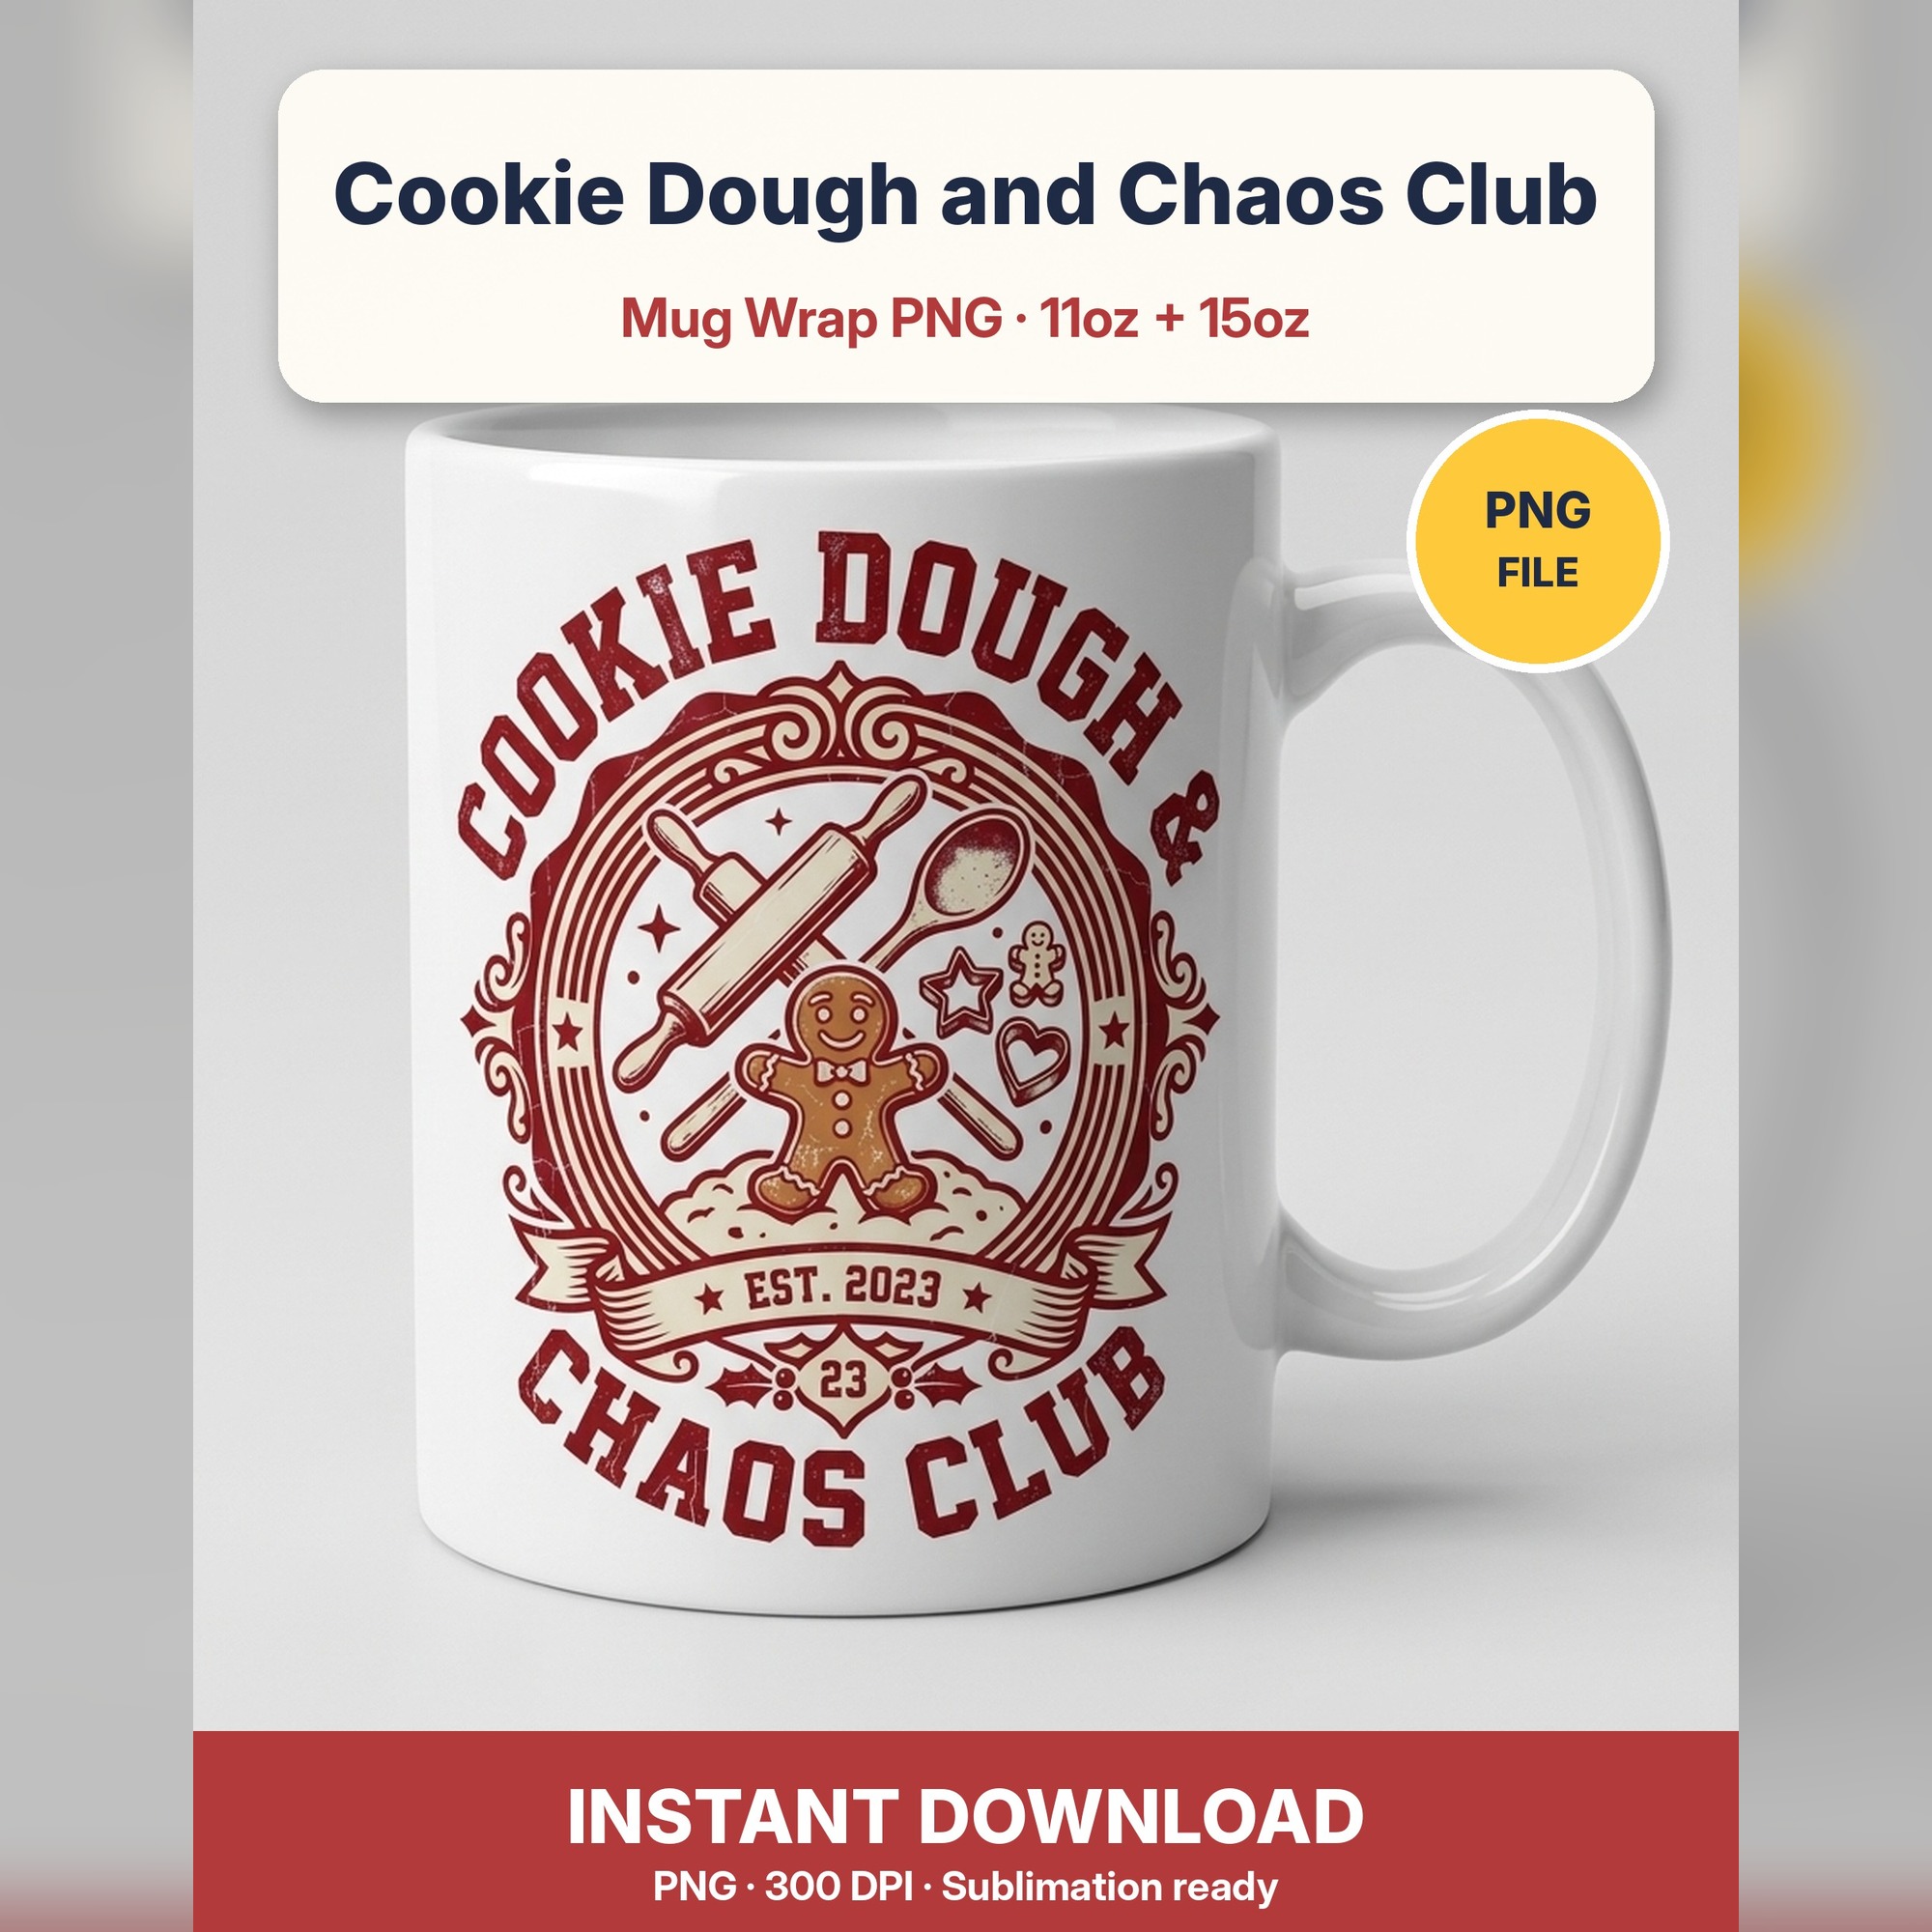 Cookie Dough and Chaos Club
Mug Wrap PNG · 11oz + 15oz
PNG
FILE
COOKIE DOUGH &
EST. 2023
23
CHAOS CLUB
INSTANT DOWNLOAD
PNG · 300 DPI · Sublimation ready